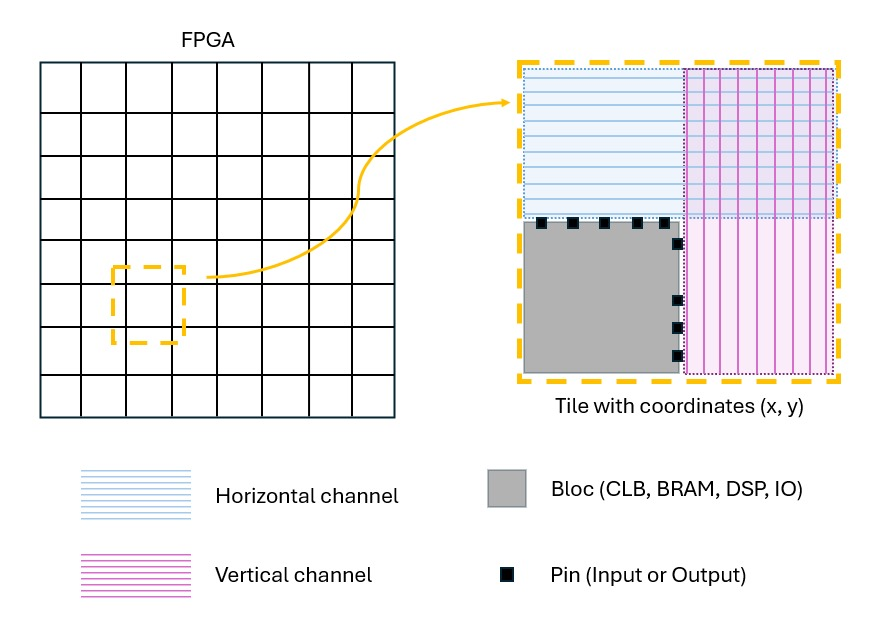 FPGA
Tile with coordinates (x, y)
Horizontal channel
Bloc (CLB, BRAM, DSP, IO)
Vertical channel
Pin (Input or Output)